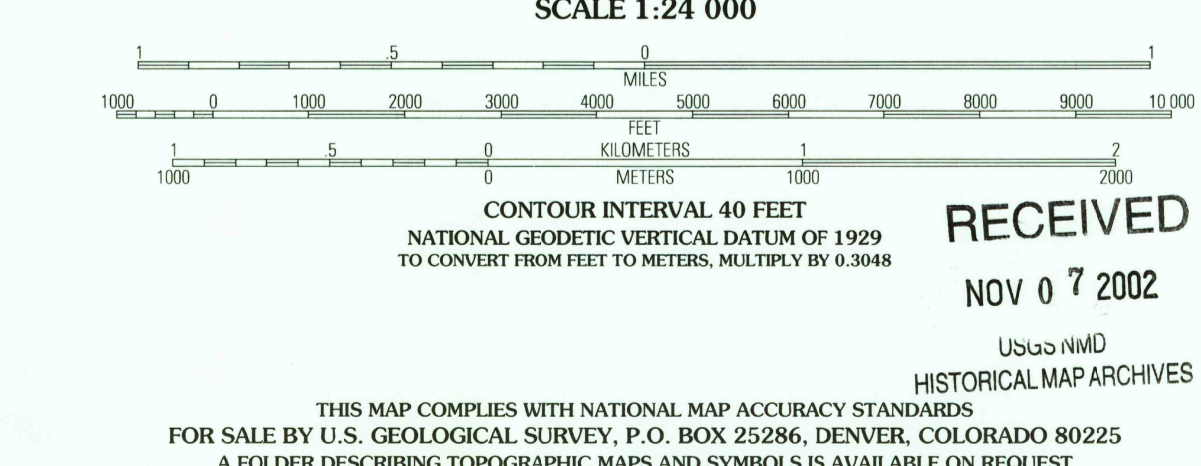 SCALE 1:24 000
1 .5 0 1
MILES
1000 0 1000 2000 3000 4000 5000 6000 7000 8000 9000 10 000
FEET
1 .5 0 KILOMETERS 1 2
1000 0 METERS 1000 2000
CONTOUR INTERVAL 40 FEET
NATIONAL GEODETIC VERTICAL DATUM OF 1929
TO CONVERT FROM FEET TO METERS, MULTIPLY BY 0.3048
RECEIVED
NOV 07 2002
USGS NMD
HISTORICAL MAP ARCHIVES
THIS MAP COMPLIES WITH NATIONAL MAP ACCURACY STANDARDS
FOR SALE BY U.S. GEOLOGICAL SURVEY, P.O. BOX 25286, DENVER, COLORADO 80225
A FOLDER DESCRIBING TOPOGRAPHIC MAPS AND SYMBOLS IS AVAILABLE ON REQUEST